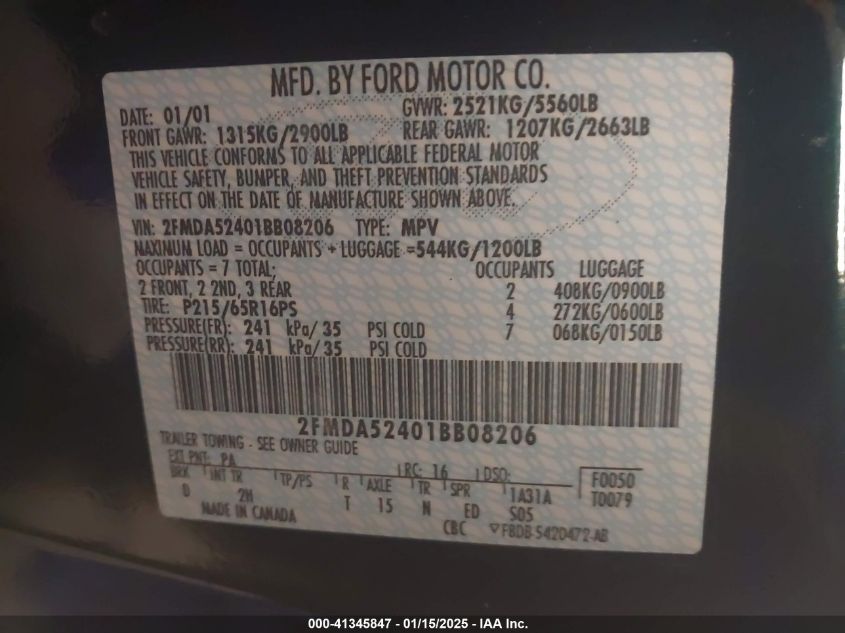 MFD. BY FORD MOTOR CO.
DATE: 01/01 GVWR: 2521KG/5560LB
FRONT GAWR: 1315KG/2900LB REAR GAWR: 1207KG/2663LB
THIS VEHICLE CONFORMS TO ALL APPLICABLE FEDERAL MOTOR
VEHICLE SAFETY, BUMPER, AND THEFT PREVENTION STANDARDS
IN EFFECT ON THE DATE OF MANUFACTURE SHOWN ABOVE.
VIN: 2FMDA52401BB08206 TYPE: MPV
MAXIMUM LOAD = OCCUPANTS + LUGGAGE =544KG/1200LB
OCCUPANTS = 7 TOTAL; OCCUPANTS LUGGAGE
2 FRONT, 2 2ND, 3 REAR 2 408KG/0900LB
TIRE: P215/65R16PS 4 272KG/0600LB
PRESSURE(FR): 241 kPa/35 PSI COLD 7 068KG/0150LB
PRESSURE(RR): 241 kPa/35 PSI COLD
2FMDA52401BB08206
TRAILER TOWING - SEE OWNER GUIDE
EXT PNT: PA RC: 16 DSO: F0050
BRK INT TR TP/PS R AXLE TR SPR 1A31A T0079
D 2H T 15 N ED S05
MADE IN CANADA CBC ▽F8DB-5420472-AB
000-41345847 - 01/15/2025 - IAA Inc.